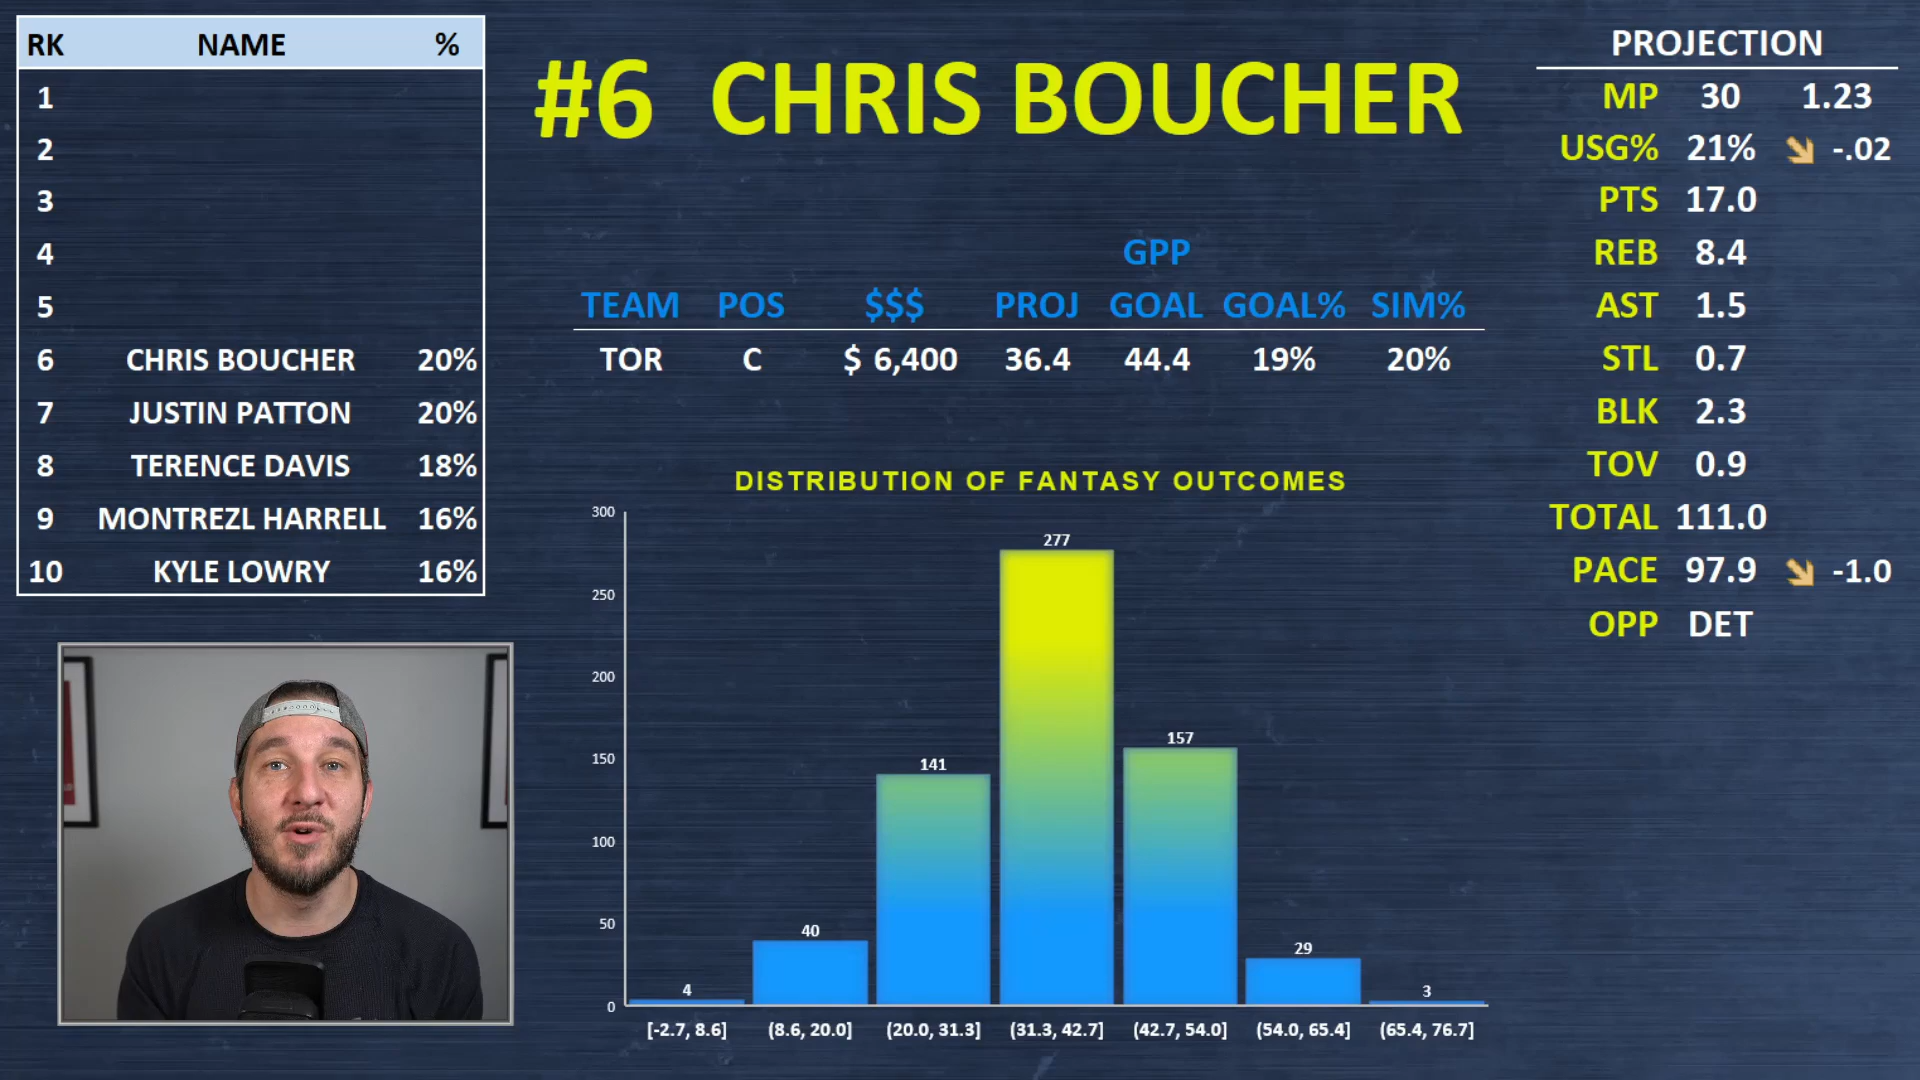 RK NAME %
1
2
3
4
5
6 CHRIS BOUCHER 20%
7 JUSTIN PATTON 20%
8 TERENCE DAVIS 18%
9 MONTREZL HARRELL 16%
10 KYLE LOWRY 16%
#6 CHRIS BOUCHER
GPP
TEAM POS $$$ PROJ GOAL GOAL% SIM%
TOR C $ 6,400 36.4 44.4 19% 20%
DISTRIBUTION OF FANTASY OUTCOMES
300
250
200
150
100
50
0
4
40
141
277
157
29
3
[-2.7, 8.6] (8.6, 20.0] (20.0, 31.3] (31.3, 42.7] (42.7, 54.0] (54.0, 65.4] (65.4, 76.7]
PROJECTION
MP 30 1.23
USG% 21% -.02
PTS 17.0
REB 8.4
AST 1.5
STL 0.7
BLK 2.3
TOV 0.9
TOTAL 111.0
PACE 97.9 -1.0
OPP DET